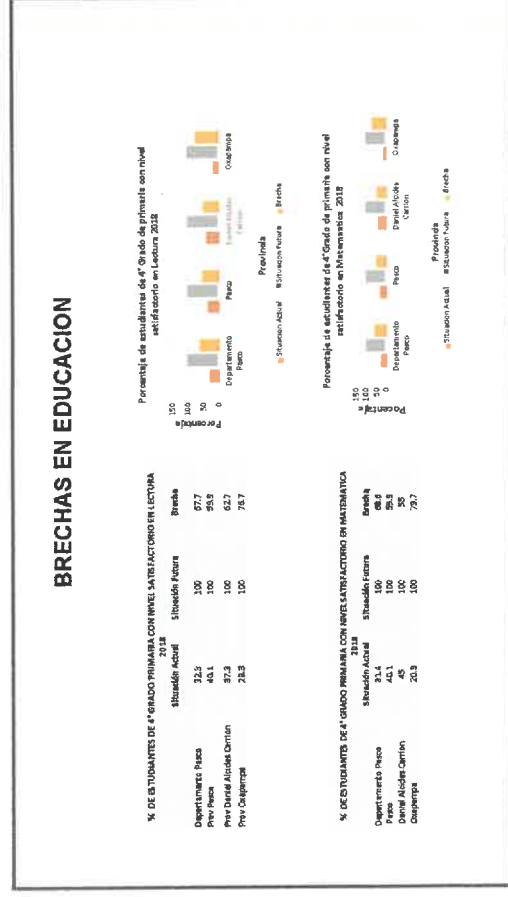 BRECHAS EN EDUCACION
% DE ESTUDIANTES DE 4° GRADO PRIMARIA CON NIVEL SATISFACTORIO EN LECTURA
2018
Situación Actual Situación Futura Brecha
Departamento Pasco 32.3 100 67.7
Prov Pasco 40.1 100 59.9
Prov Daniel Alcides Carrion 37.3 100 62.7
Prov Oxapampa 100 76.7
Porcentaje de estudiantes de 4° Grado de primaria con nivel
satisfactorio en Lectura 2018
Porcentaje
150
100
50
0
Departamento
Pasco
Pasco
Daniel Alcides
Carrion
Oxapampa
Provincia
Situacion Actual Situacion Futura Brecha
% DE ESTUDIANTES DE 4° GRADO PRIMARIA CON NIVEL SATISFACTORIO EN MATEMATICA
2018
Situación Actual Situación Futura Brecha
Departamento Pasco 31.4 100 68.6
Pasco 40.1 100 59.9
Daniel Alcides Carrion 45 100 55
Oxapampa 20.3 100 79.7
Porcentaje de estudiantes de 4° Grado de primaria con nivel
satisfactorio en Matemastica 2018
Porcentaje
150
100
50
0
Departamento
Pasco
Pasco
Daniel Alcides
Carrion
Oxapampa
Provincia
Situacion Actual Situacion Futura Brecha